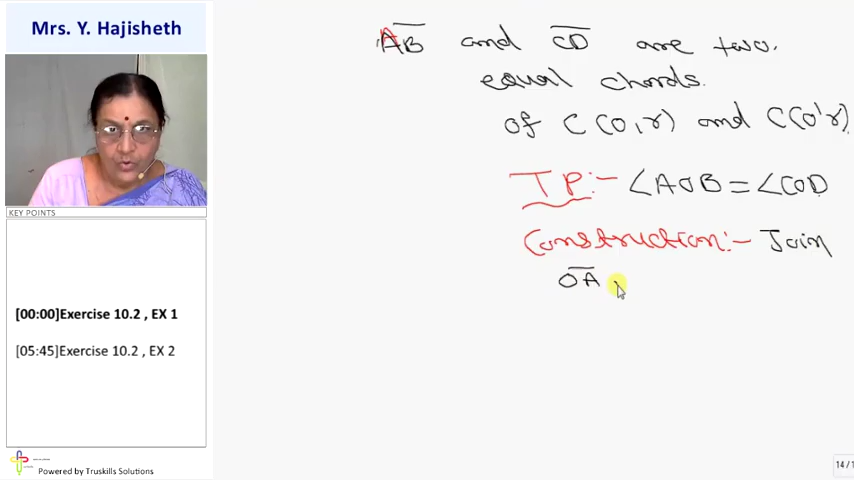 Mrs. Y. Hajisheth
KEY POINTS
[00:00]Exercise 10.2 , EX 1
[05:45]Exercise 10.2 , EX 2
Powered by Truskills Solutions
AB and CD are two
equal chords.
of C(O,r) and C(O'r)
TP:- ∠AOB=∠COD
Construction:- Join
OA,
14/1